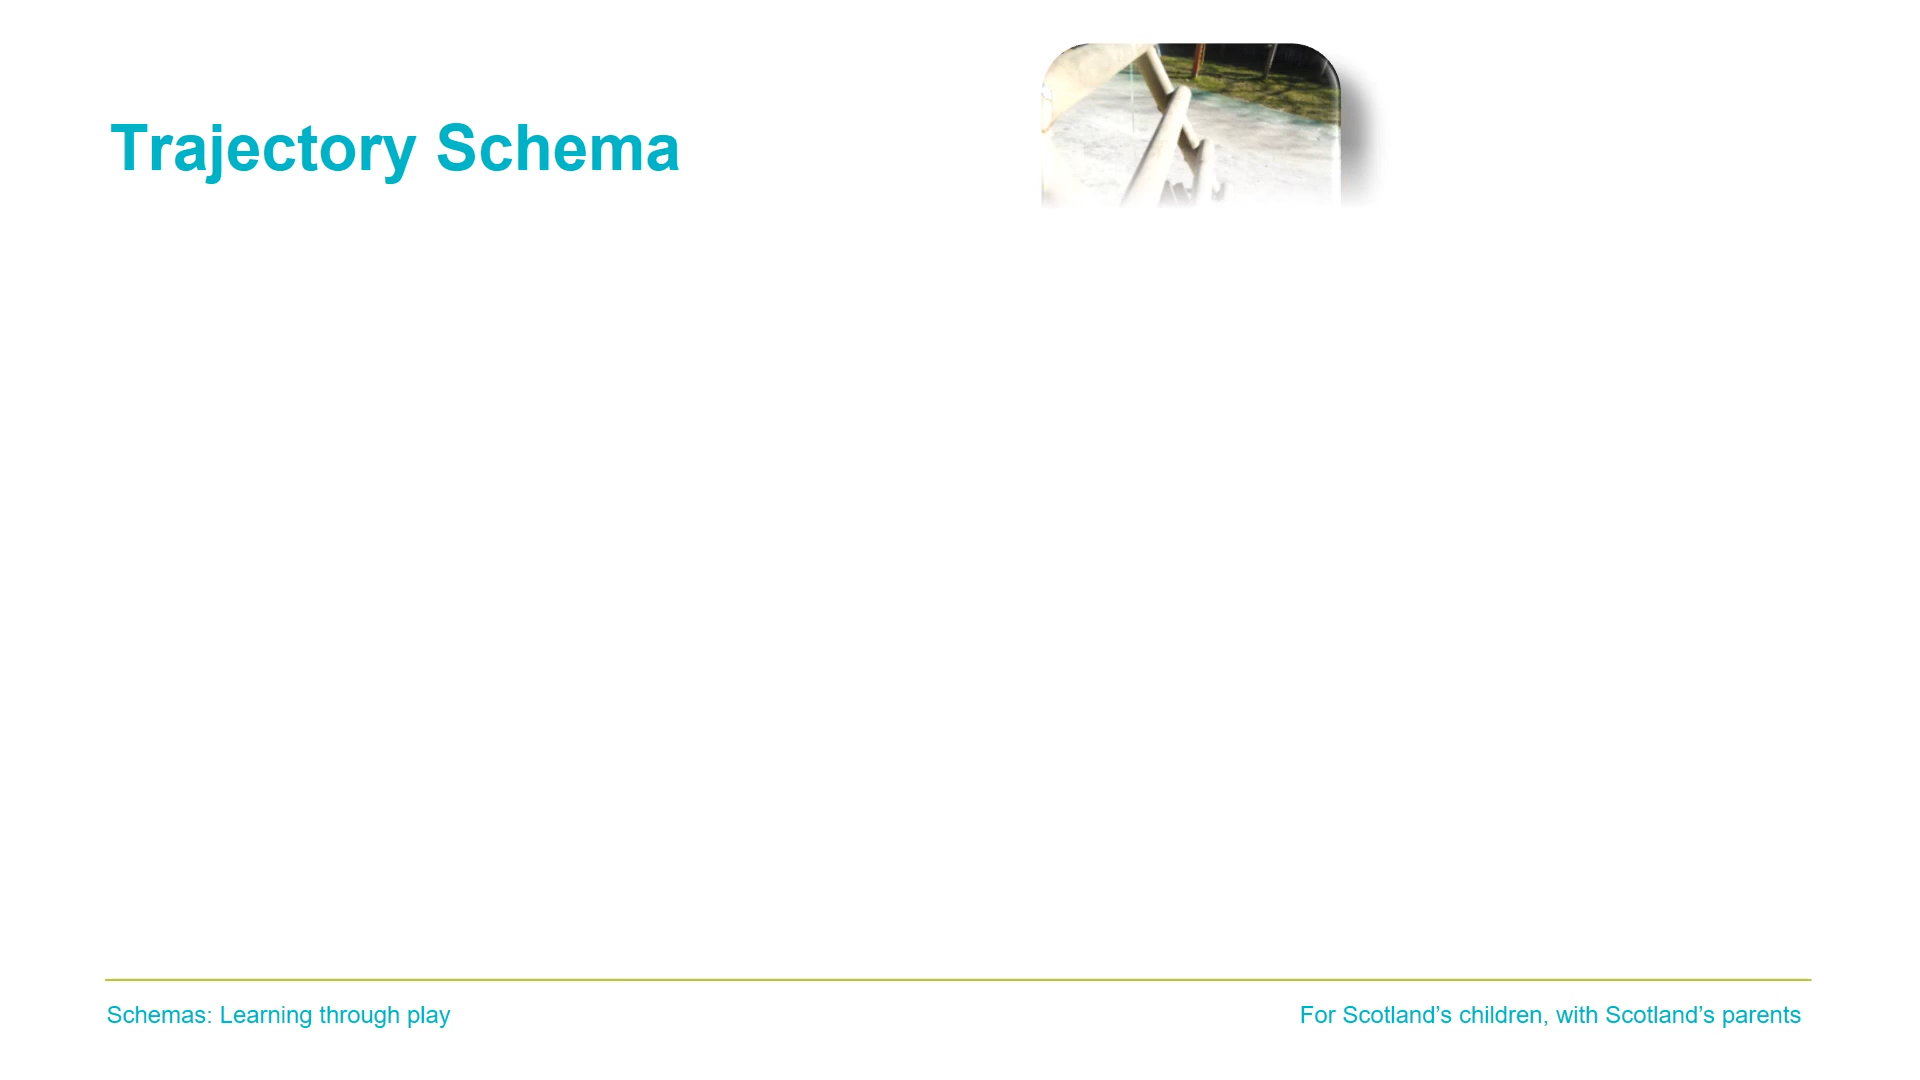 Trajectory Schema
Schemas: Learning through play
For Scotland’s children, with Scotland’s parents